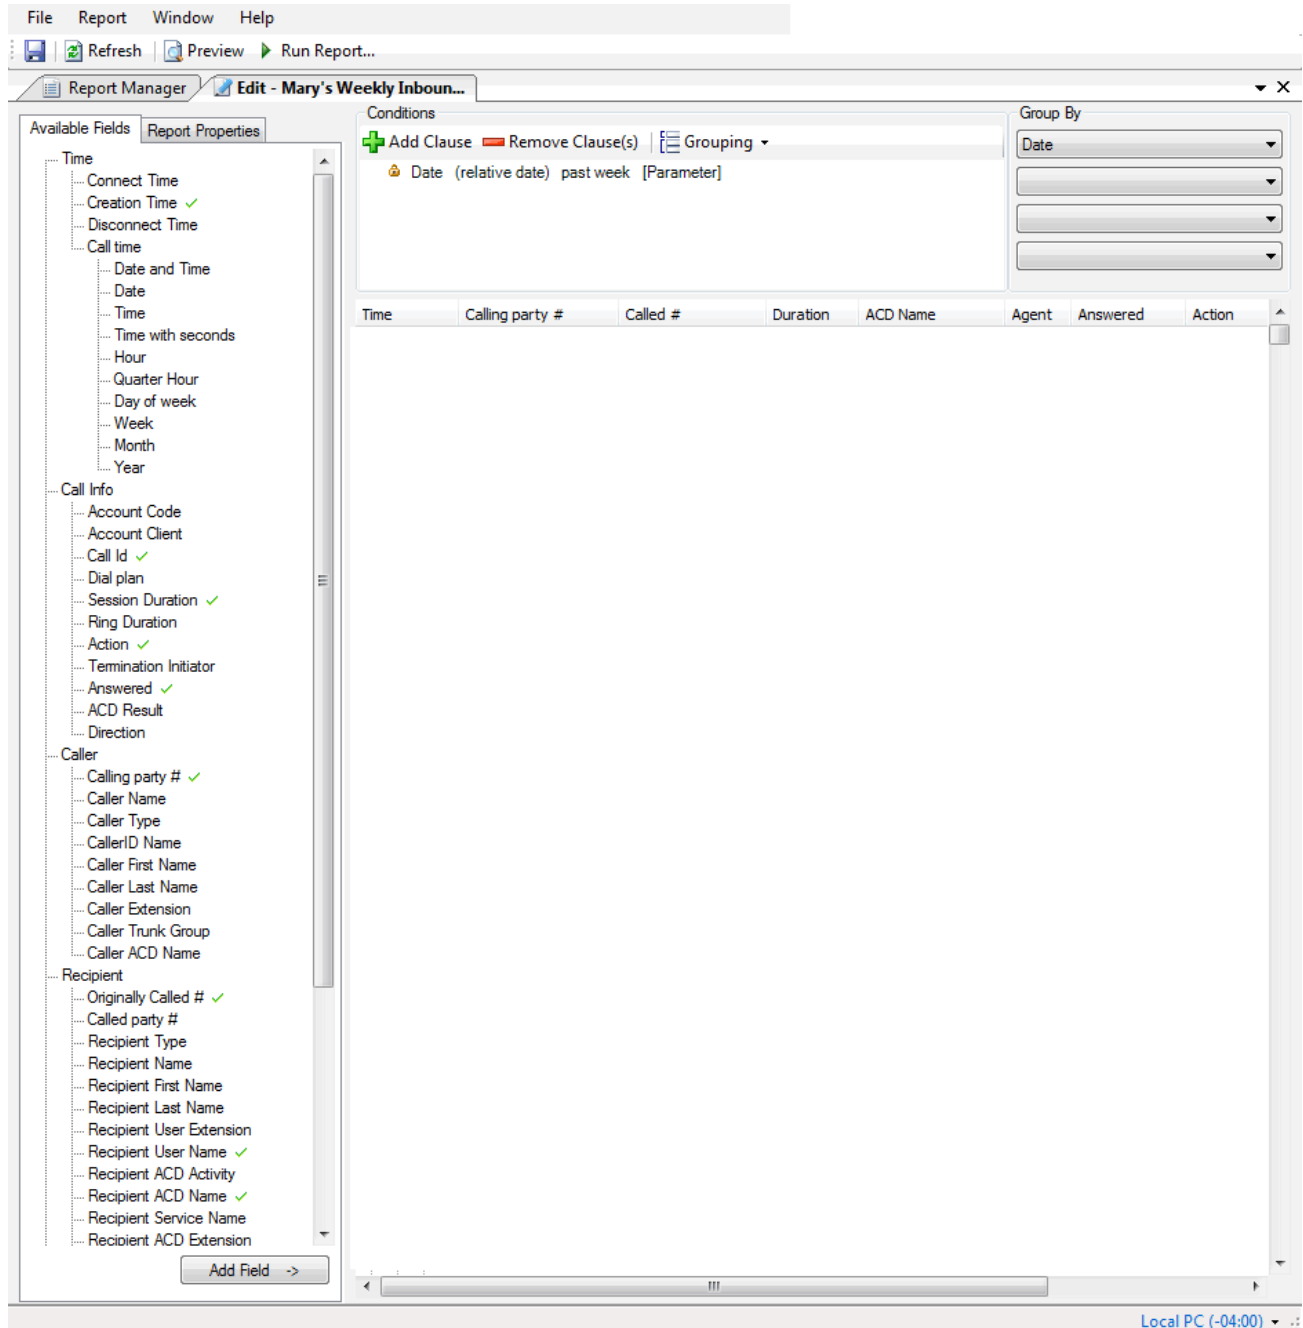 File Report Window Help
Refresh Preview Run Report...
Report Manager Edit - Mary's Weekly Inboun...
Available Fields Report Properties
Time
Connect Time
Creation Time
Disconnect Time
Call time
Date and Time
Date
Time
Time with seconds
Hour
Quarter Hour
Day of week
Week
Month
Year
Call Info
Account Code
Account Client
Call Id
Dial plan
Session Duration
Ring Duration
Action
Termination Initiator
Answered
ACD Result
Direction
Caller
Calling party #
Caller Name
Caller Type
CallerID Name
Caller First Name
Caller Last Name
Caller Extension
Caller Trunk Group
Caller ACD Name
Recipient
Originally Called #
Called party #
Recipient Type
Recipient Name
Recipient First Name
Recipient Last Name
Recipient User Extension
Recipient User Name
Recipient ACD Activity
Recipient ACD Name
Recipient Service Name
Recipient ACD Extension
Add Field ->
Conditions
Add Clause Remove Clause(s) Grouping
Date (relative date) past week [Parameter]
Group By
Date
Time Calling party # Called # Duration ACD Name Agent Answered Action
Local PC (-04:00)